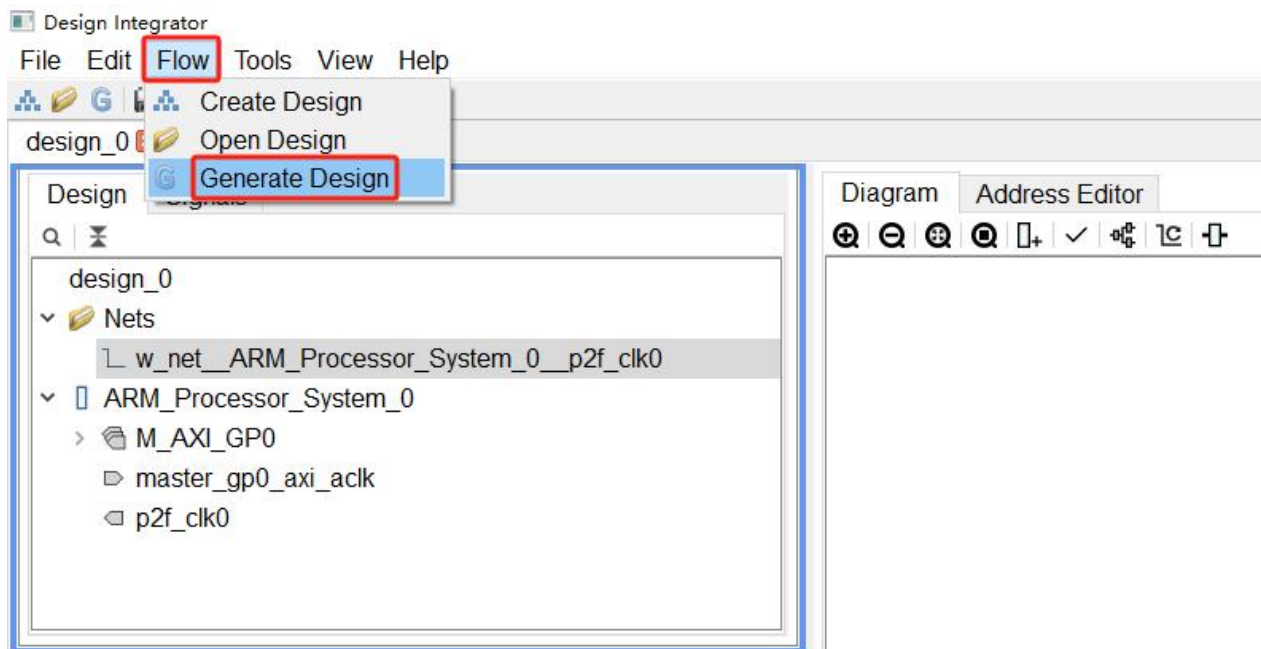 Design Integrator
File Edit Flow Tools View Help
Create Design
design_0
Open Design
Generate Design
Design
Diagram Address Editor
design_0
Nets
w_net__ARM_Processor_System_0__p2f_clk0
ARM_Processor_System_0
M_AXI_GP0
master_gp0_axi_aclk
p2f_clk0